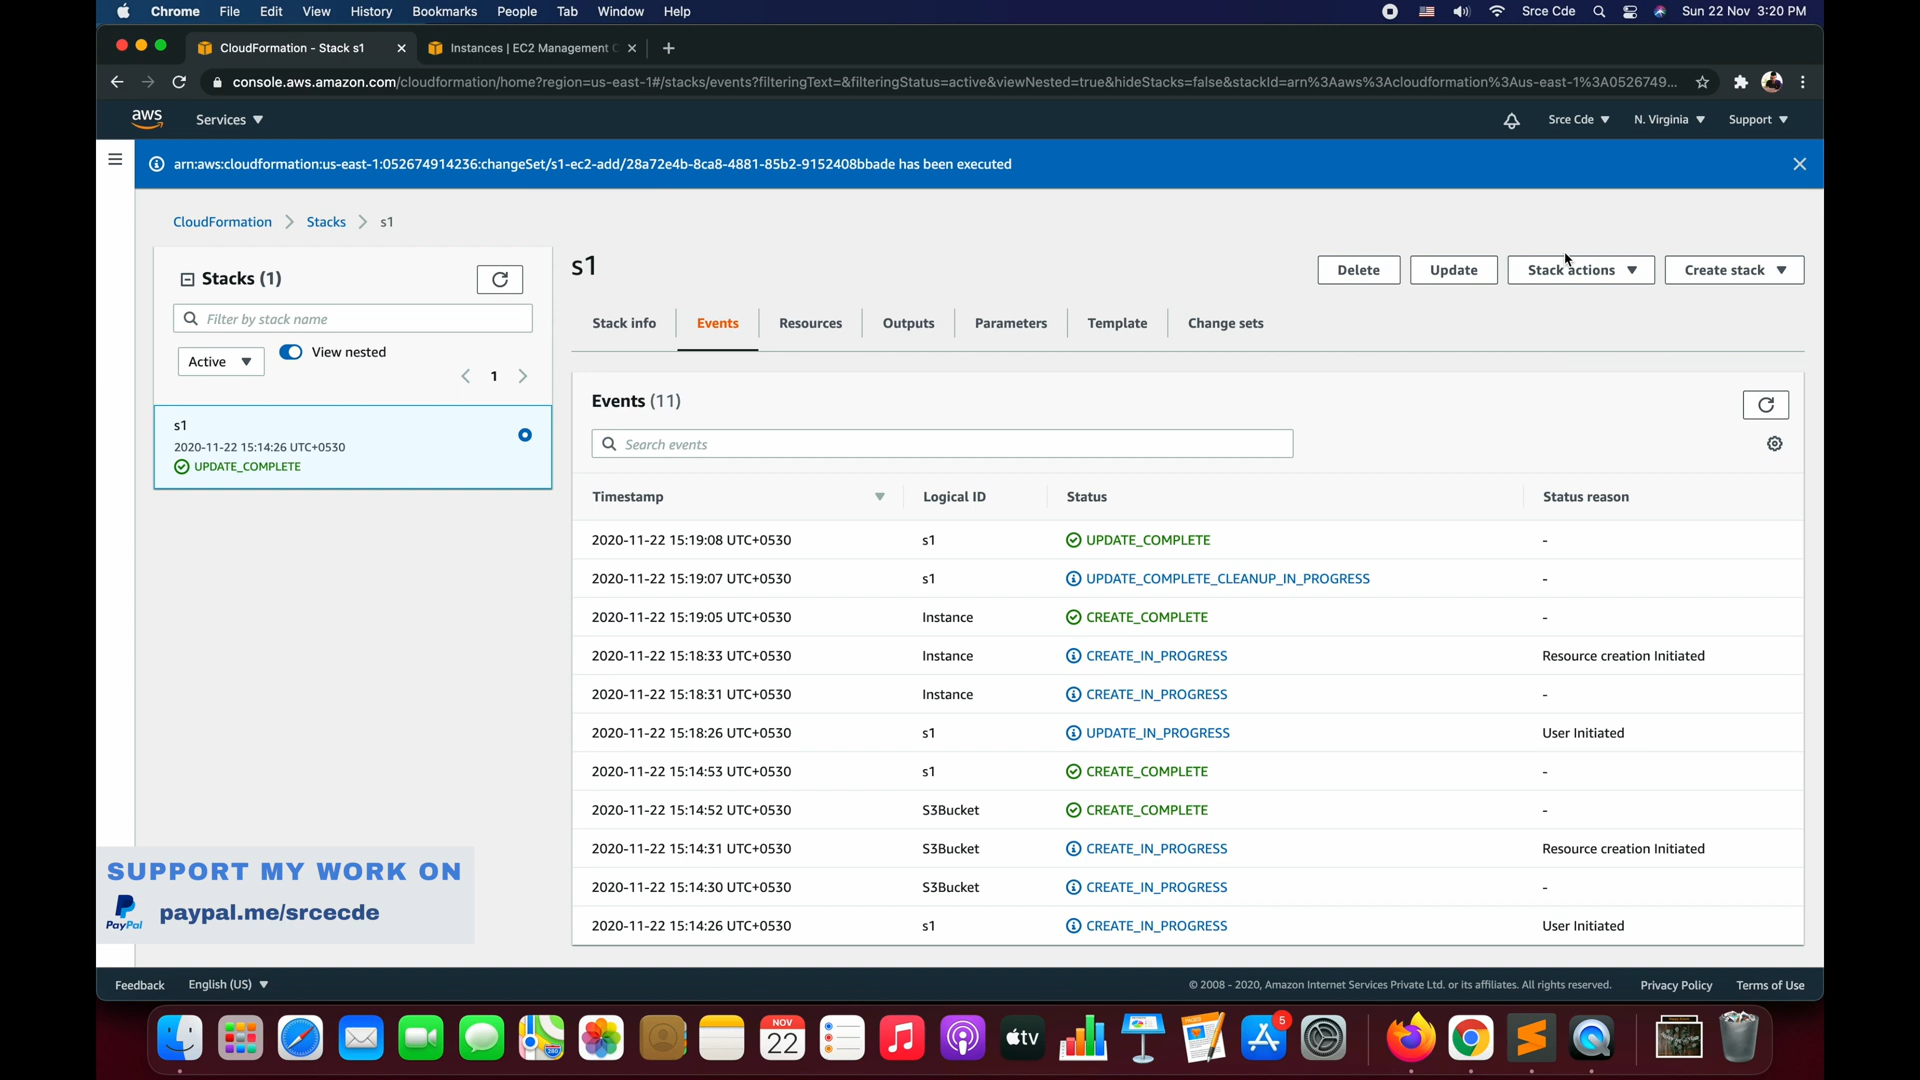 Chrome File Edit View History Bookmarks People Tab Window Help Srce Cde Sun 22 Nov 3:20 PM
CloudFormation - Stack s1 Instances | EC2 Management C
console.aws.amazon.com/cloudformation/home?region=us-east-1#/stacks/events?filteringText=&filteringStatus=active&viewNested=true&hideStacks=false&stackId=arn%3Aaws%3Acloudformation%3Aus-east-1%3A0526749...
aws Services Srce Cde N. Virginia Support
arn:aws:cloudformation:us-east-1:052674914236:changeSet/s1-ec2-add/28a72e4b-8ca8-4881-85b2-9152408bbade has been executed
CloudFormation Stacks s1
Stacks (1)
Filter by stack name
Active View nested
1
s1
2020-11-22 15:14:26 UTC+0530
UPDATE_COMPLETE
s1
Delete Update Stack actions Create stack
Stack info Events Resources Outputs Parameters Template Change sets
Events (11)
Search events
Timestamp Logical ID Status Status reason
2020-11-22 15:19:08 UTC+0530 s1 UPDATE_COMPLETE -
2020-11-22 15:19:07 UTC+0530 s1 UPDATE_COMPLETE_CLEANUP_IN_PROGRESS -
2020-11-22 15:19:05 UTC+0530 Instance CREATE_COMPLETE -
2020-11-22 15:18:33 UTC+0530 Instance CREATE_IN_PROGRESS Resource creation Initiated
2020-11-22 15:18:31 UTC+0530 Instance CREATE_IN_PROGRESS -
2020-11-22 15:18:26 UTC+0530 s1 UPDATE_IN_PROGRESS User Initiated
2020-11-22 15:14:53 UTC+0530 s1 CREATE_COMPLETE -
2020-11-22 15:14:52 UTC+0530 S3Bucket CREATE_COMPLETE -
2020-11-22 15:14:31 UTC+0530 S3Bucket CREATE_IN_PROGRESS Resource creation Initiated
2020-11-22 15:14:30 UTC+0530 S3Bucket CREATE_IN_PROGRESS -
2020-11-22 15:14:26 UTC+0530 s1 CREATE_IN_PROGRESS User Initiated
SUPPORT MY WORK ON
PayPal paypal.me/srcecde
Feedback English (US) © 2008 - 2020, Amazon Internet Services Private Ltd. or its affiliates. All rights reserved. Privacy Policy Terms of Use
NOV
22
tv
5